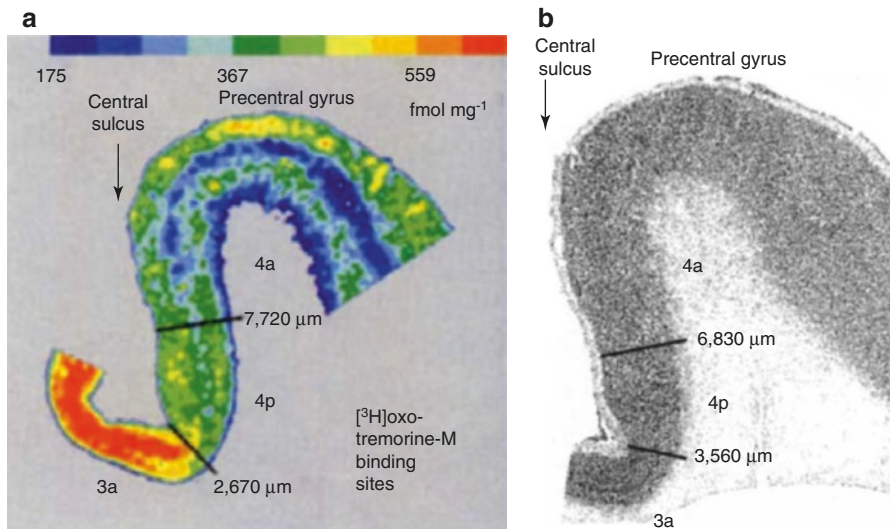 a
175
367
559
fmol mg⁻¹
Central
sulcus
Precentral gyrus
4a
7,720 μm
4p
[³H]oxo-
tremorine-M
binding
sites
2,670 μm
3a
b
Central
sulcus
Precentral gyrus
4a
6,830 μm
4p
3,560 μm
3a